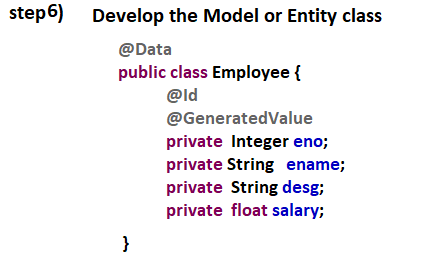 step6) Develop the Model or Entity class
@Data
public class Employee {
@Id
@GeneratedValue
private Integer eno;
private String ename;
private String desg;
private float salary;
}